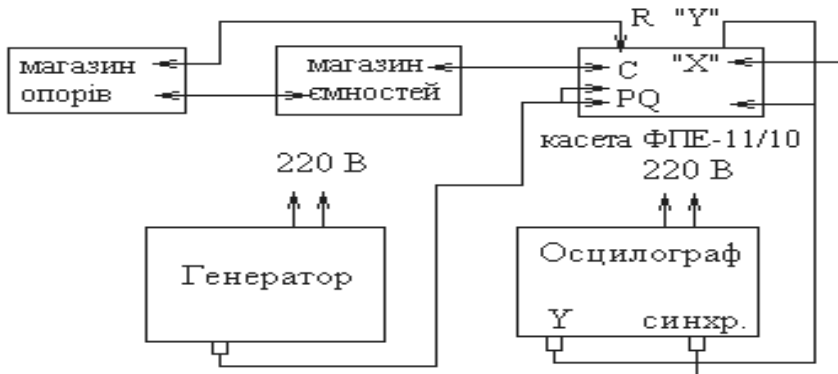 R "Y"
магазин
опорів
магазин
ємностей
C "X"
PQ
касета ФПЕ-11/10
220 В
220 В
Генератор
Осцилограф
Y синхр.